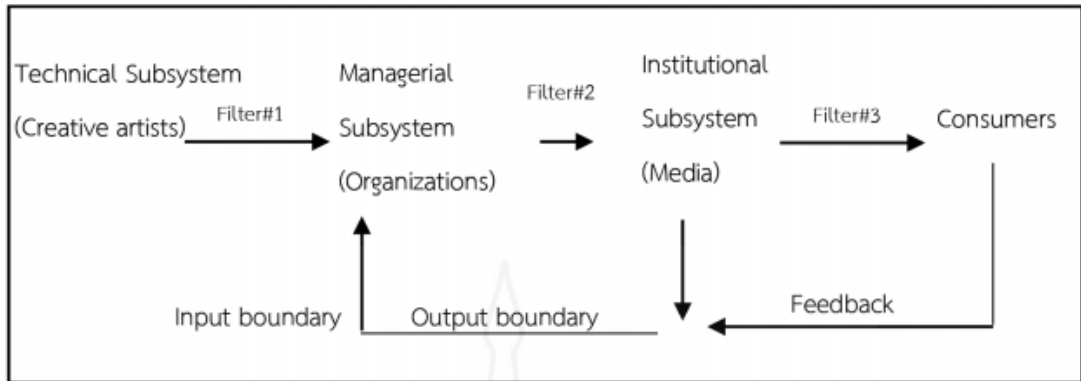 Technical Subsystem
(Creative artists)
Filter#1
Managerial
Subsystem
(Organizations)
Filter#2
Institutional
Subsystem
(Media)
Filter#3
Consumers
Input boundary
Output boundary
Feedback